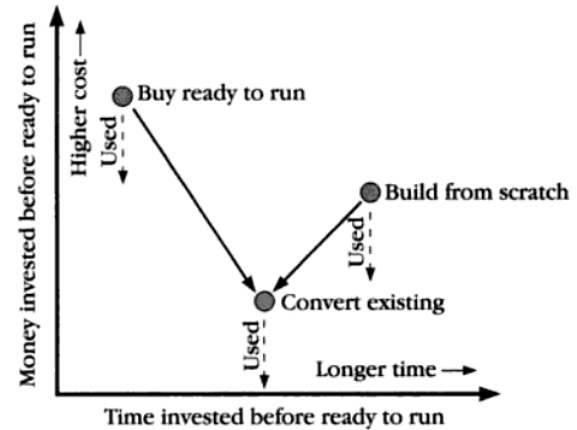 Money invested before ready to run
Higher cost
Buy ready to run
Used
Build from scratch
Used
Convert existing
Used
Longer time
Time invested before ready to run